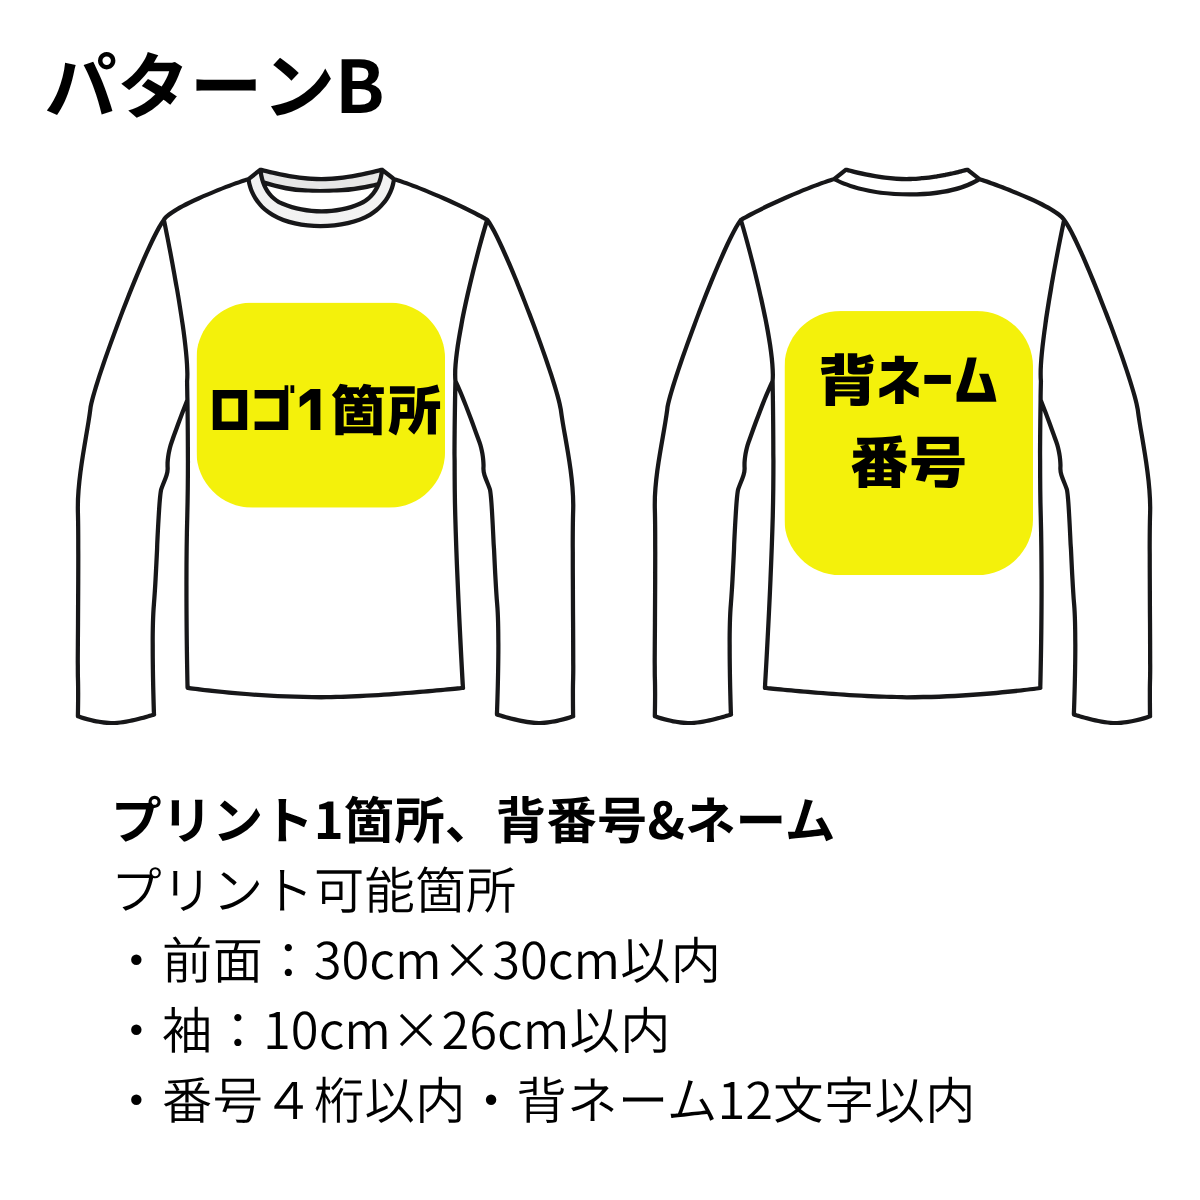 パターンB
ロゴ1箇所
背ネーム
番号
プリント1箇所、背番号&ネーム
プリント可能箇所
・前面：30cm×30cm以内
・袖：10cm×26cm以内
・番号４桁以内・背ネーム12文字以内